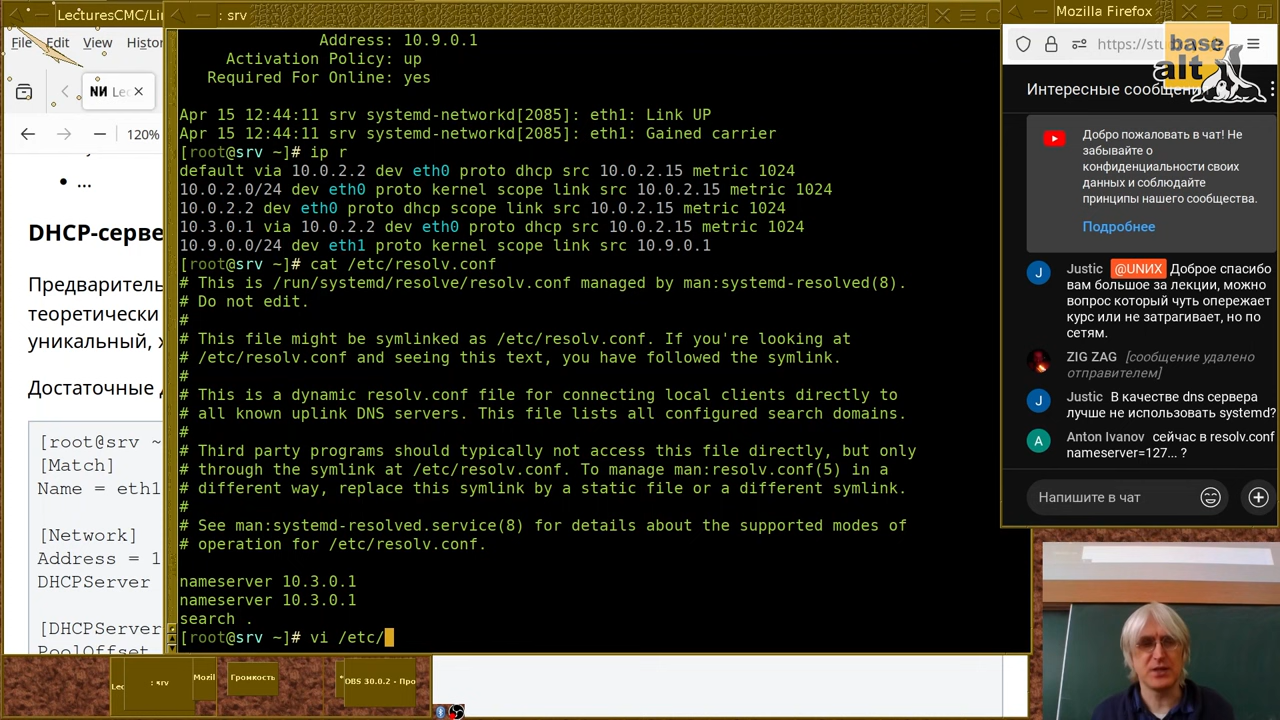 LecturesCMC/Li
: srv
Mozilla Firefox
File Edit View Histor
Lec
120%
• ...
DHCP-серве
Предваритель
теоретически
уникальный,
Достаточные
[root@srv ~
[Match]
Name = eth1
[Network]
Address = 1
DHCPServer
[DHCPServer
PoolOffset
Address: 10.9.0.1
Activation Policy: up
Required For Online: yes
Apr 15 12:44:11 srv systemd-networkd[2085]: eth1: Link UP
Apr 15 12:44:11 srv systemd-networkd[2085]: eth1: Gained carrier
[root@srv ~]# ip r
default via 10.0.2.2 dev eth0 proto dhcp src 10.0.2.15 metric 1024
10.0.2.0/24 dev eth0 proto kernel scope link src 10.0.2.15 metric 1024
10.0.2.2 dev eth0 proto dhcp scope link src 10.0.2.15 metric 1024
10.3.0.1 via 10.0.2.2 dev eth0 proto dhcp src 10.0.2.15 metric 1024
10.9.0.0/24 dev eth1 proto kernel scope link src 10.9.0.1
[root@srv ~]# cat /etc/resolv.conf
# This is /run/systemd/resolve/resolv.conf managed by man:systemd-resolved(8).
# Do not edit.
#
# This file might be symlinked as /etc/resolv.conf. If you're looking at
# /etc/resolv.conf and seeing this text, you have followed the symlink.
#
# This is a dynamic resolv.conf file for connecting local clients directly to
# all known uplink DNS servers. This file lists all configured search domains.
#
# Third party programs should typically not access this file directly, but only
# through the symlink at /etc/resolv.conf. To manage man:resolv.conf(5) in a
# different way, replace this symlink by a static file or a different symlink.
#
# See man:systemd-resolved.service(8) for details about the supported modes of
# operation for /etc/resolv.conf.
nameserver 10.3.0.1
nameserver 10.3.0.1
search .
[root@srv ~]# vi /etc/
https://stu
base
alt
Интересные сообщени
Добро пожаловать в чат! Не
забывайте о
конфиденциальности своих
данных и соблюдайте
принципы нашего сообщества.
Подробнее
J
Justic @UNИX Доброе спасибо
вам большое за лекции, можно
вопрос который чуть опережает
курс или не затрагивает, но по
сетям.
ZIG ZAG [сообщение удалено
отправителем]
J
Justic В качестве dns сервера
лучше не использовать systemd?
A
Anton Ivanov сейчас в resolv.conf
nameserver=127... ?
Напишите в чат
Lec
: srv
Mozil
Громкость
OBS 30.0.2 - Про